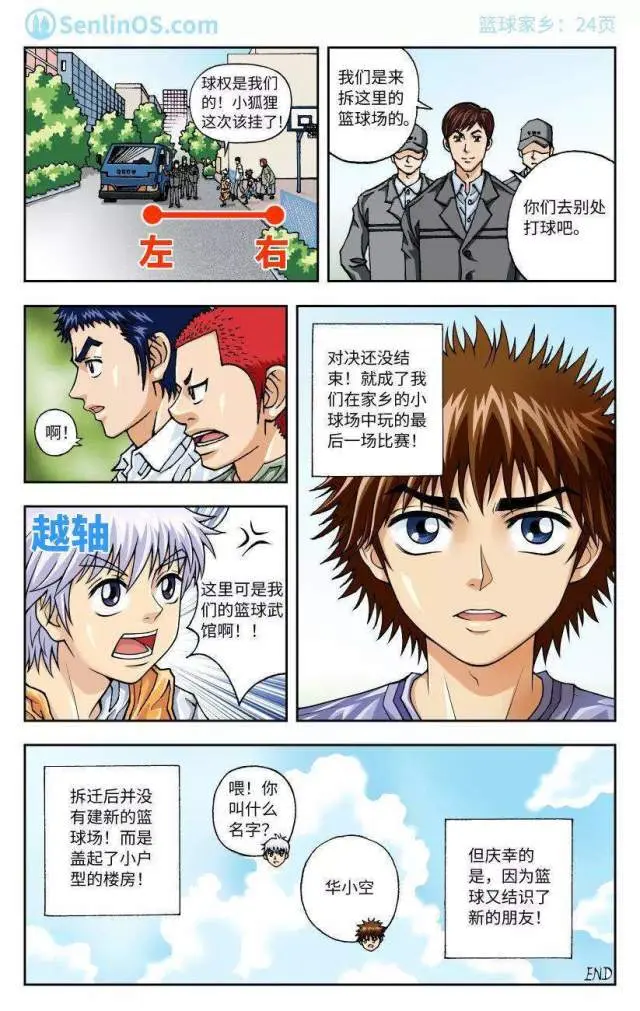 SenlinOS.com
篮球家乡：24页
球权是我们
的！小狐狸
这次该挂了！
左
右
我们是来
拆这里的
篮球场的。
你们去别处
打球吧。
啊！
对决还没结
束！就成了我
们在家乡的小
球场中玩的最
后一场比赛！
越轴
这里可是我
们的篮球武
馆啊！！
拆迁后并没
有建新的篮
球场！而是
盖起了小户
型的楼房！
喂！你
叫什么
名字？
华小空
但庆幸的
是，因为篮
球又结识了
新的朋友！
END